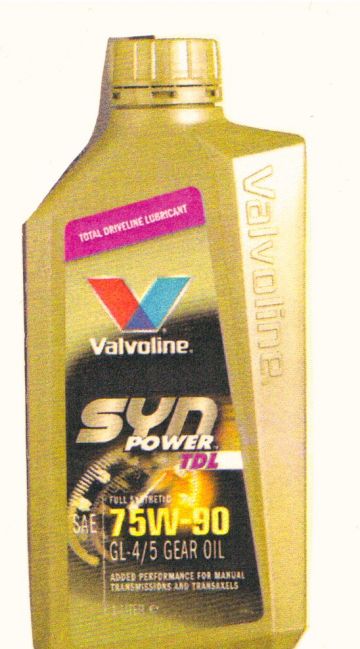 TOTAL DRIVELINE LUBRICANT
Valvoline
Valvoline®
SYN
POWER™
TDL
FULL SYNTHETIC
SAE 75W-90
GL-4/5 GEAR OIL
ADDED PERFORMANCE FOR MANUAL
TRANSMISSIONS AND TRANSAXELS